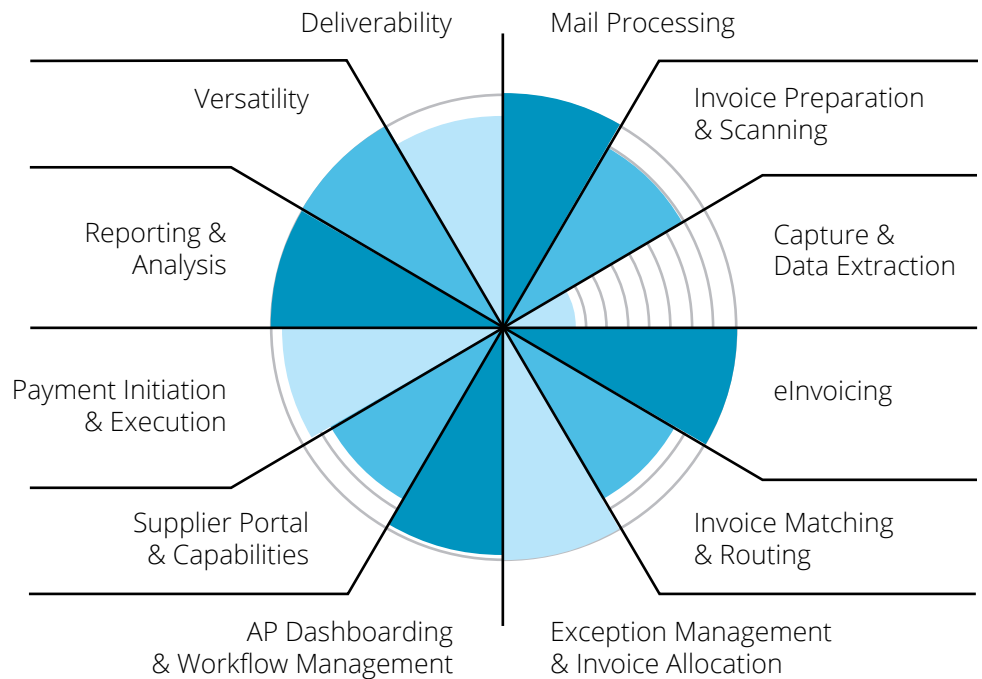 Deliverability
Mail Processing
Versatility
Invoice Preparation
& Scanning
Reporting &
Analysis
Capture &
Data Extraction
Payment Initiation
& Execution
eInvoicing
Supplier Portal
& Capabilities
Invoice Matching
& Routing
AP Dashboarding
& Workflow Management
Exception Management
& Invoice Allocation